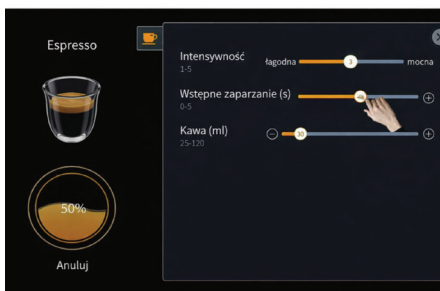 Espresso
Intensywność
1-5
łagodna
3
mocna
Wstępne zaparzanie (s)
0-5
Kawa (ml)
25-120
30
50%
Anuluj